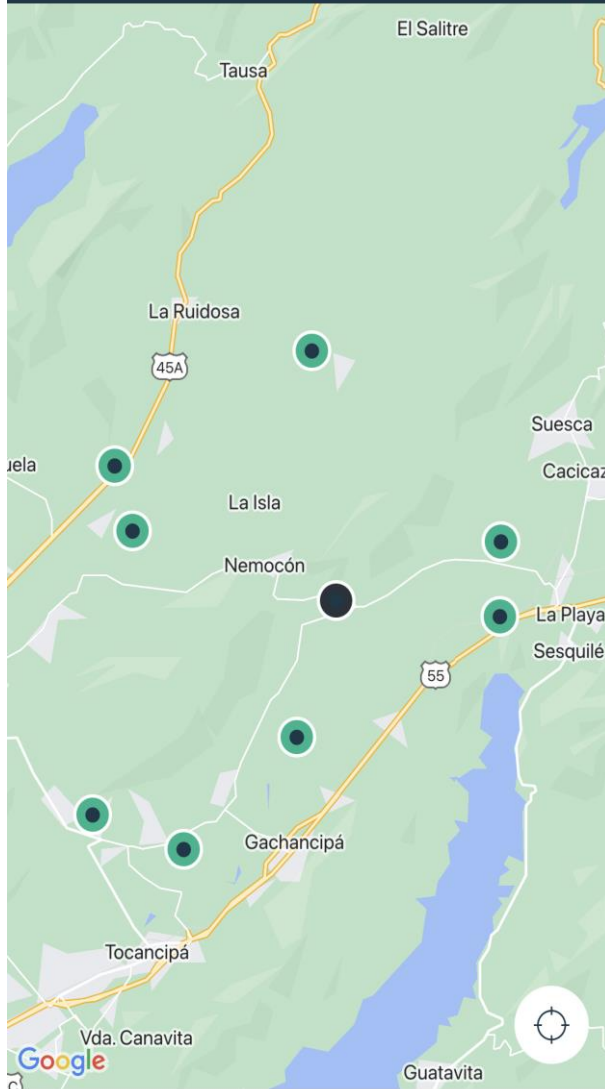 El Salitre
Tausa
La Ruidosa
45A
Suesca
uela
Cacicaz
La Isla
Nemocón
La Playa
Sesquilé
55
Gachancipá
Tocancipá
Vda. Canavita
Google
Guatavita
C